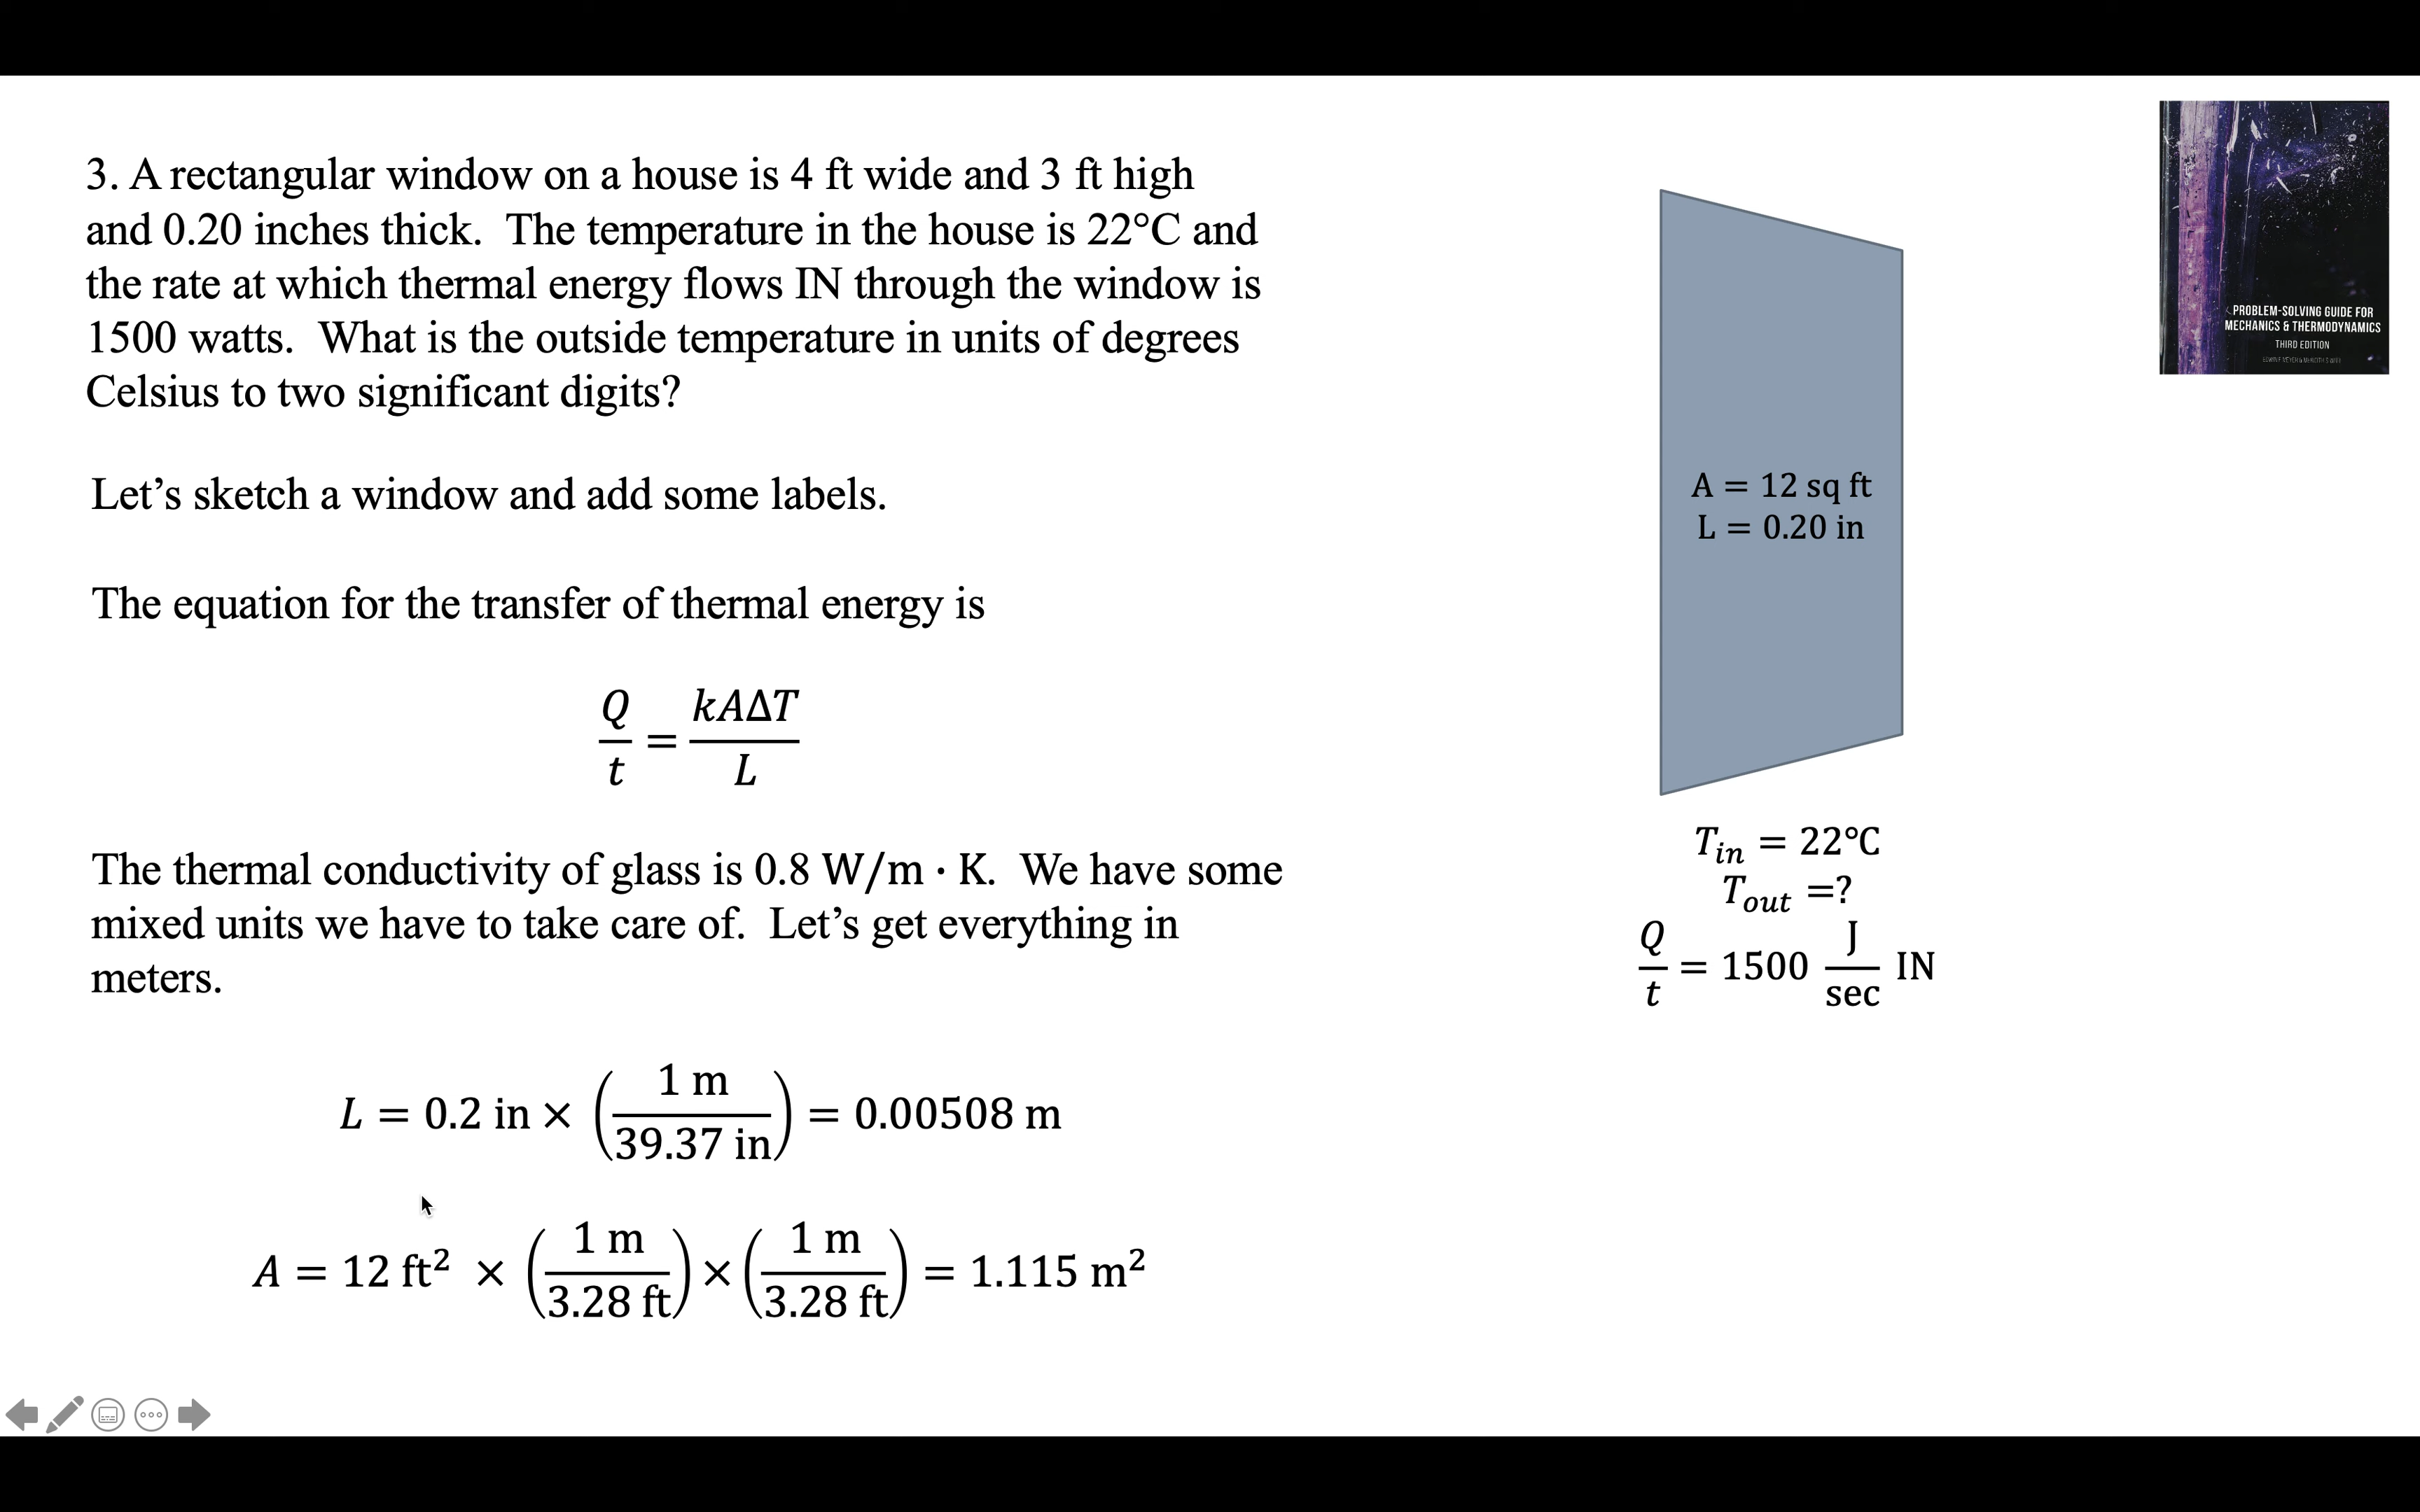 3. A rectangular window on a house is 4 ft wide and 3 ft high
and 0.20 inches thick.  The temperature in the house is 22°C and
the rate at which thermal energy flows IN through the window is
1500 watts.  What is the outside temperature in units of degrees
Celsius to two significant digits?
Let’s sketch a window and add some labels.
The equation for the transfer of thermal energy is
Q/t = kAΔT/L
The thermal conductivity of glass is 0.8 W/m · K.  We have some
mixed units we have to take care of.  Let’s get everything in
meters.
L = 0.2 in × (1 m/39.37 in) = 0.00508 m
A = 12 ft² × (1 m/3.28 ft) × (1 m/3.28 ft) = 1.115 m²
A = 12 sq ft
L = 0.20 in
T_in = 22°C
T_out =?
Q/t = 1500 J/sec IN
PROBLEM-SOLVING GUIDE FOR
MECHANICS & THERMODYNAMICS
THIRD EDITION